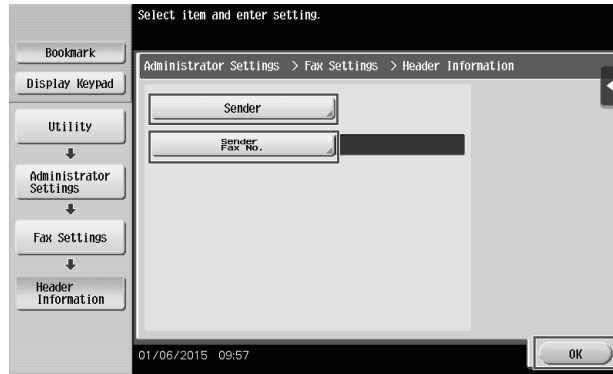 Select item and enter setting.
Bookmark
Display Keypad
Administrator Settings > Fax Settings > Header Information
Utility
Administrator
Settings
Fax Settings
Header
Information
Sender
Sender
Fax No.
01/06/2015 09:57
OK